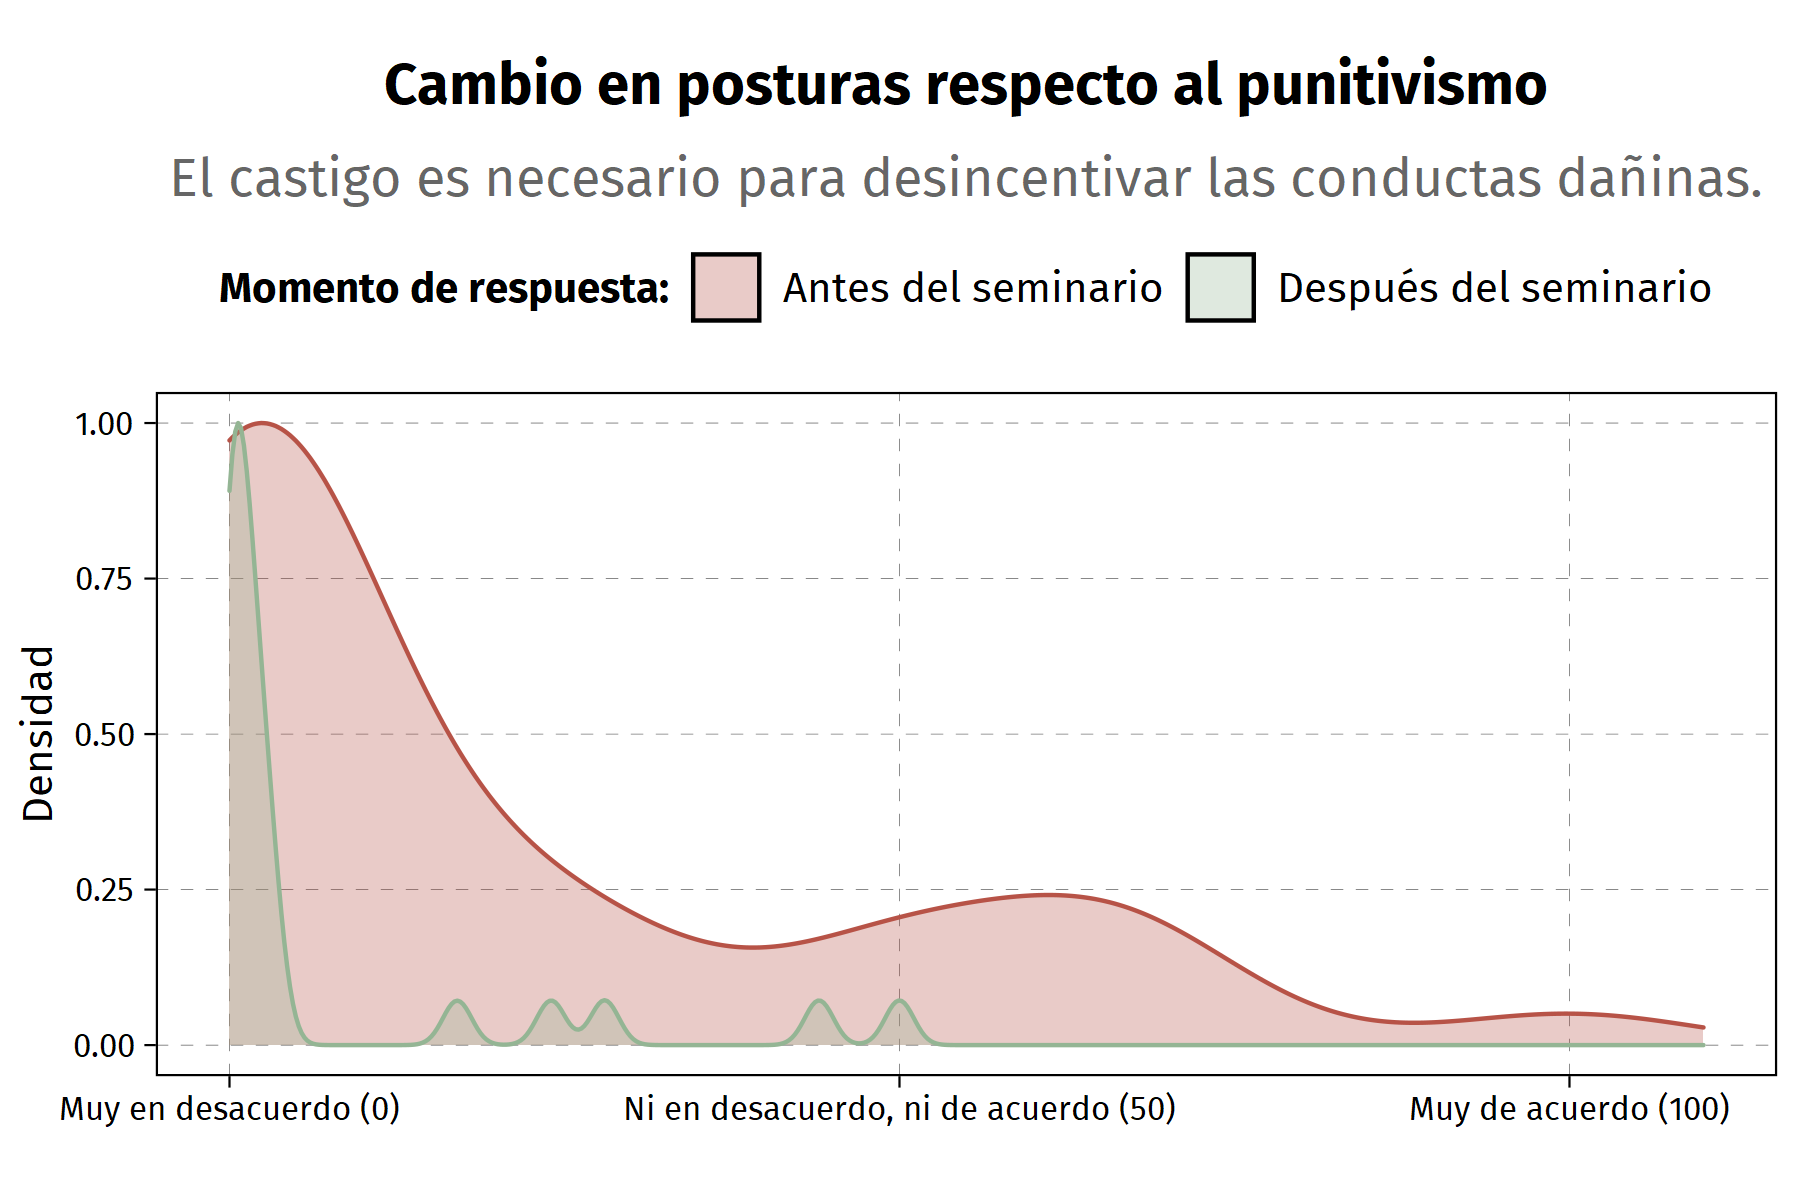 Cambio en posturas respecto al punitivismo
El castigo es necesario para desincentivar las conductas dañinas.
Momento de respuesta: Antes del seminario Después del seminario
1.00
0.75
0.50
0.25
0.00
Densidad
Muy en desacuerdo (0) Ni en desacuerdo, ni de acuerdo (50) Muy de acuerdo (100)